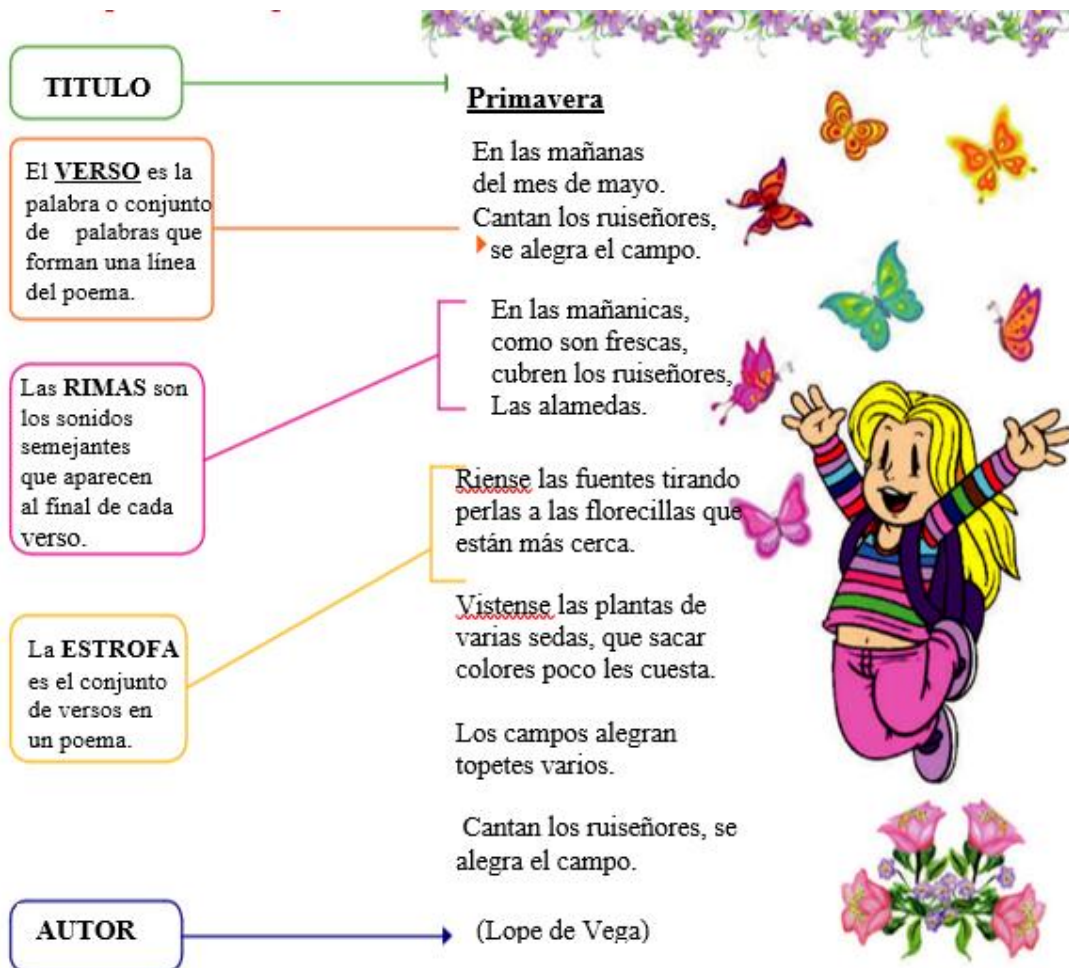 TITULO
Primavera
El VERSO es la
palabra o conjunto
de palabras que
forman una línea
del poema.
En las mañanas
del mes de mayo.
Cantan los ruiseñores,
se alegra el campo.
Las RIMAS son
los sonidos
semejantes
que aparecen
al final de cada
verso.
En las mañanicas,
como son frescas,
cubren los ruiseñores,
Las alamedas.
Riense las fuentes tirando
perlas a las florecillas que
están más cerca.
La ESTROFA
es el conjunto
de versos en
un poema.
Vistense las plantas de
varias sedas, que sacar
colores poco les cuesta.
Los campos alegran
topetes varios.
Cantan los ruiseñores, se
alegra el campo.
AUTOR
(Lope de Vega)